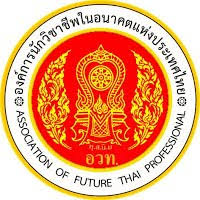 องค์การนักวิชาชีพในอนาคตแห่งประเทศไทย
อวท.
ASSOCIATION OF FUTURE THAI PROFESSIONAL